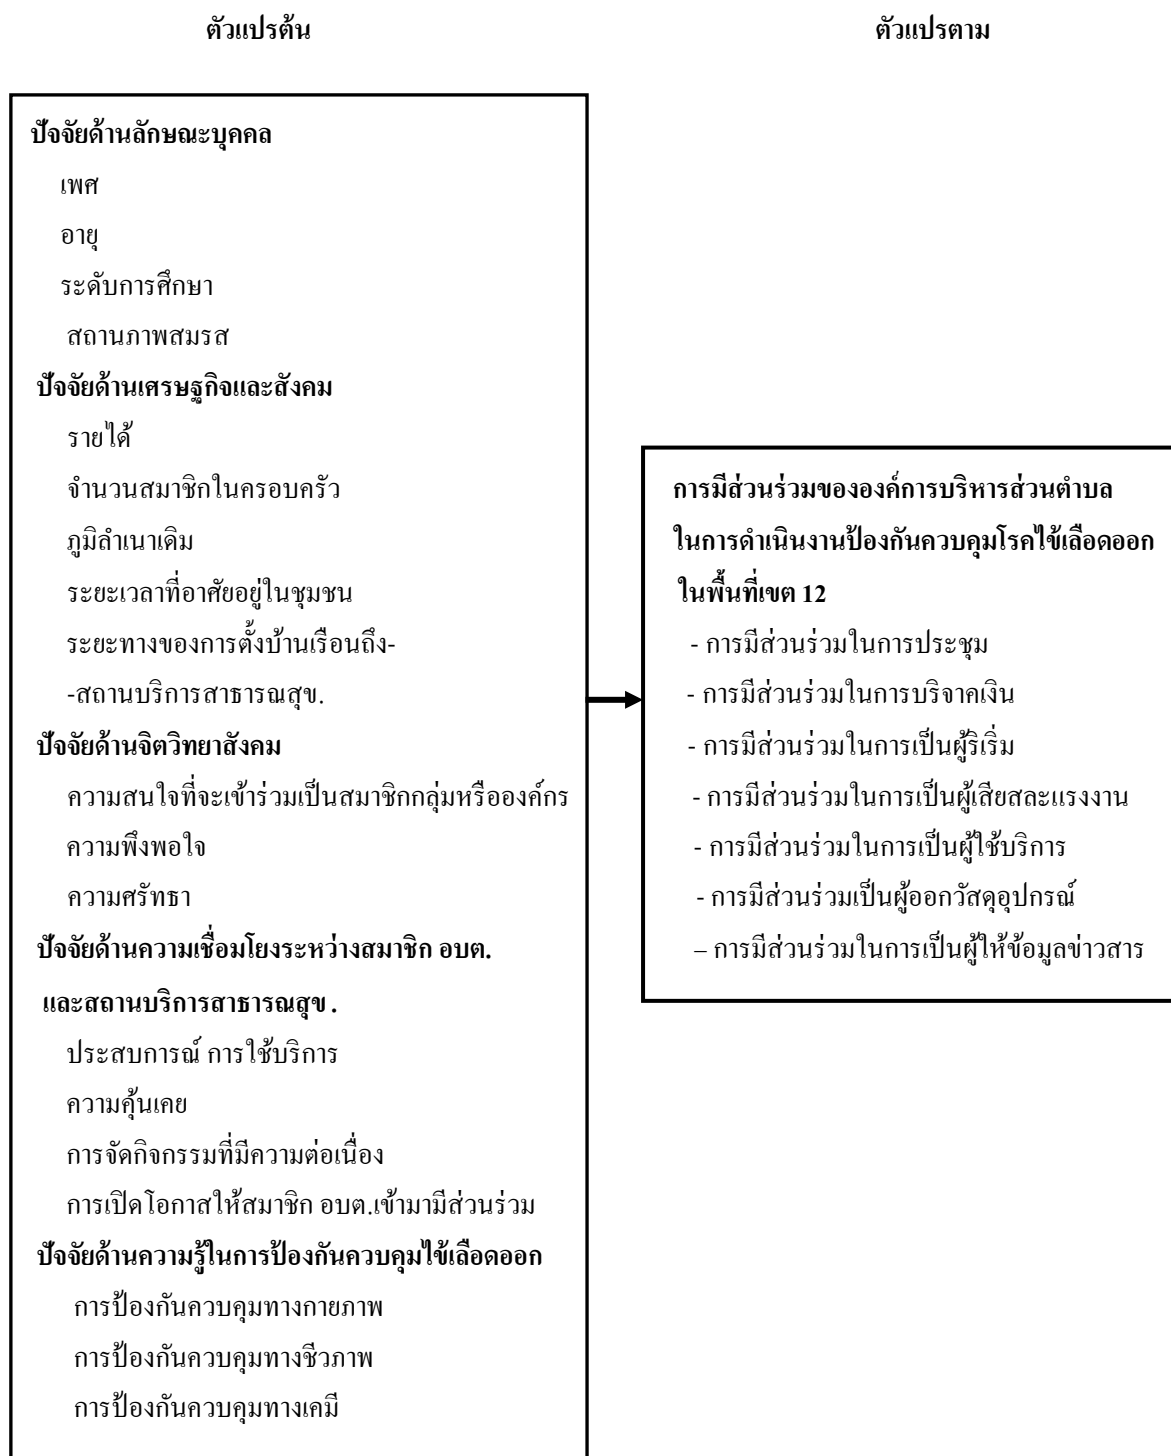 ตัวแปรต้น
ตัวแปรตาม
ปัจจัยด้านลักษณะบุคคล
เพศ
อายุ
ระดับการศึกษา
สถานภาพสมรส
ปัจจัยด้านเศรษฐกิจและสังคม
รายได้
จำนวนสมาชิกในครอบครัว
ภูมิลำเนาเดิม
ระยะเวลาที่อาศัยอยู่ในชุมชน
ระยะทางของการตั้งบ้านเรือนถึง-
-สถานบริการสาธารณสุข.
ปัจจัยด้านจิตวิทยาสังคม
ความสนใจที่จะเข้าร่วมเป็นสมาชิกกลุ่มหรือองค์กร
ความพึงพอใจ
ความศรัทธา
ปัจจัยด้านความเชื่อมโยงระหว่างสมาชิก อบต.
และสถานบริการสาธารณสุข .
ประสบการณ์ การใช้บริการ
ความคุ้นเคย
การจัดกิจกรรมที่มีความต่อเนื่อง
การเปิดโอกาสให้สมาชิก อบต.เข้ามามีส่วนร่วม
ปัจจัยด้านความรู้ในการป้องกันควบคุมไข้เลือดออก
การป้องกันควบคุมทางกายภาพ
การป้องกันควบคุมทางชีวภาพ
การป้องกันควบคุมทางเคมี
การมีส่วนร่วมขององค์การบริหารส่วนตำบล
ในการดำเนินงานป้องกันควบคุมโรคไข้เลือดออก
ในพื้นที่เขต 12
- การมีส่วนร่วมในการประชุม
- การมีส่วนร่วมในการบริจาคเงิน
- การมีส่วนร่วมในการเป็นผู้ริเริ่ม
- การมีส่วนร่วมในการเป็นผู้เสียสละแรงงาน
- การมีส่วนร่วมในการเป็นผู้ใช้บริการ
- การมีส่วนร่วมเป็นผู้ออกวัสดุอุปกรณ์
– การมีส่วนร่วมในการเป็นผู้ให้ข้อมูลข่าวสาร